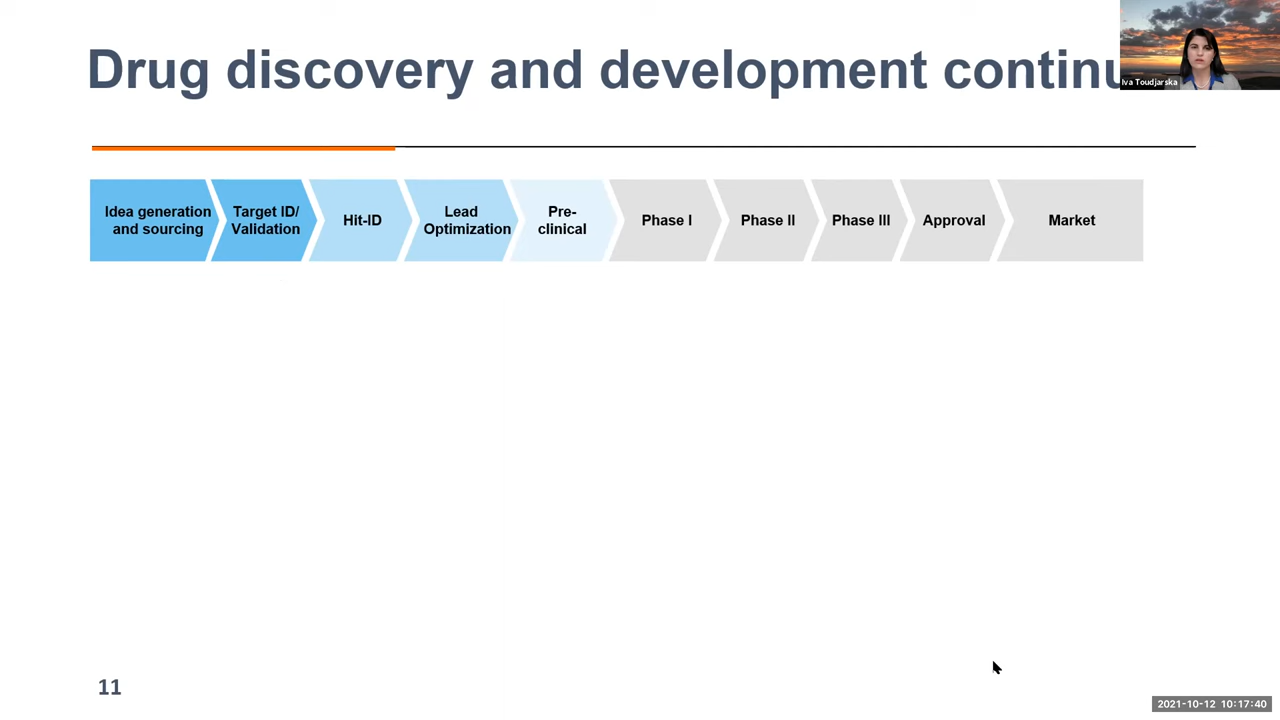 Drug discovery and development continu
Iva Toudjarska
Idea generation
and sourcing
Target ID/
Validation
Hit-ID
Lead
Optimization
Pre-
clinical
Phase I
Phase II
Phase III
Approval
Market
11
2021-10-12 10:17:40